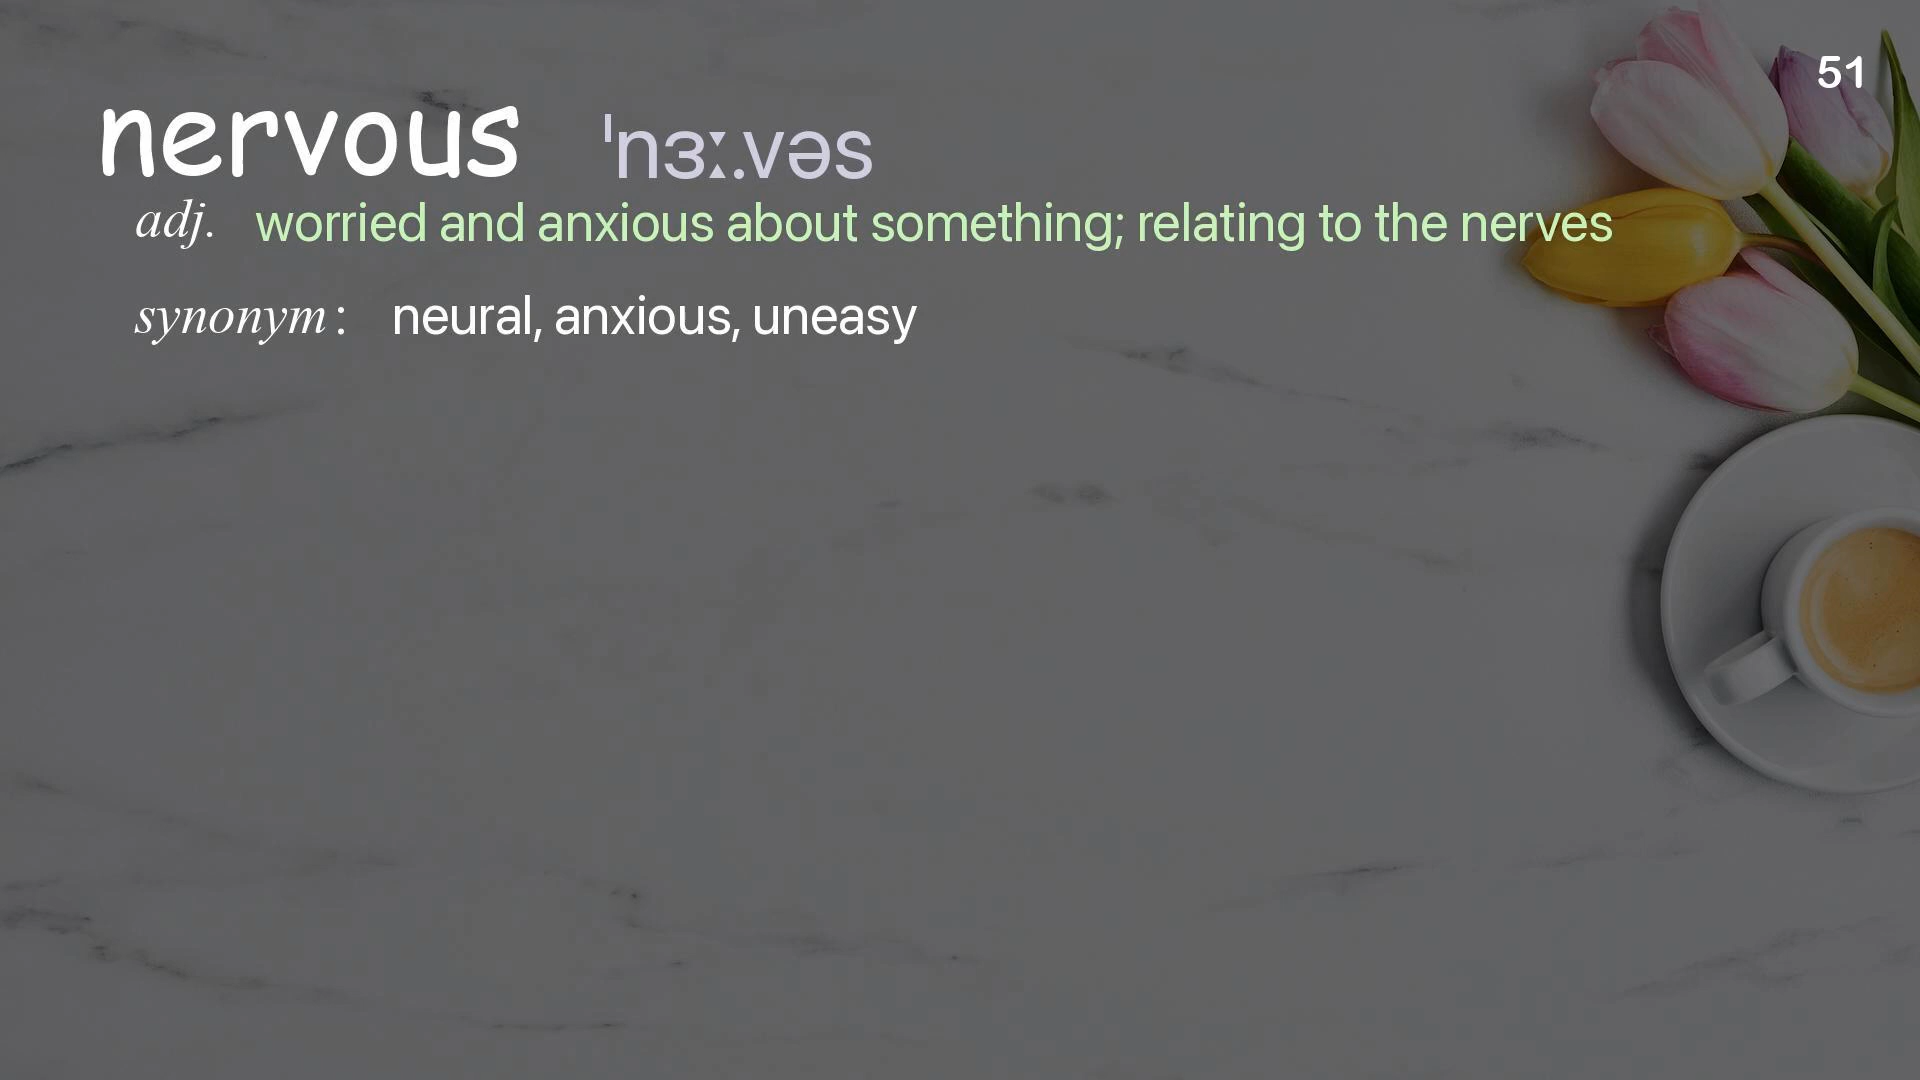 51
nervous ˈnɜː.vəs
adj. worried and anxious about something; relating to the nerves
synonym: neural, anxious, uneasy